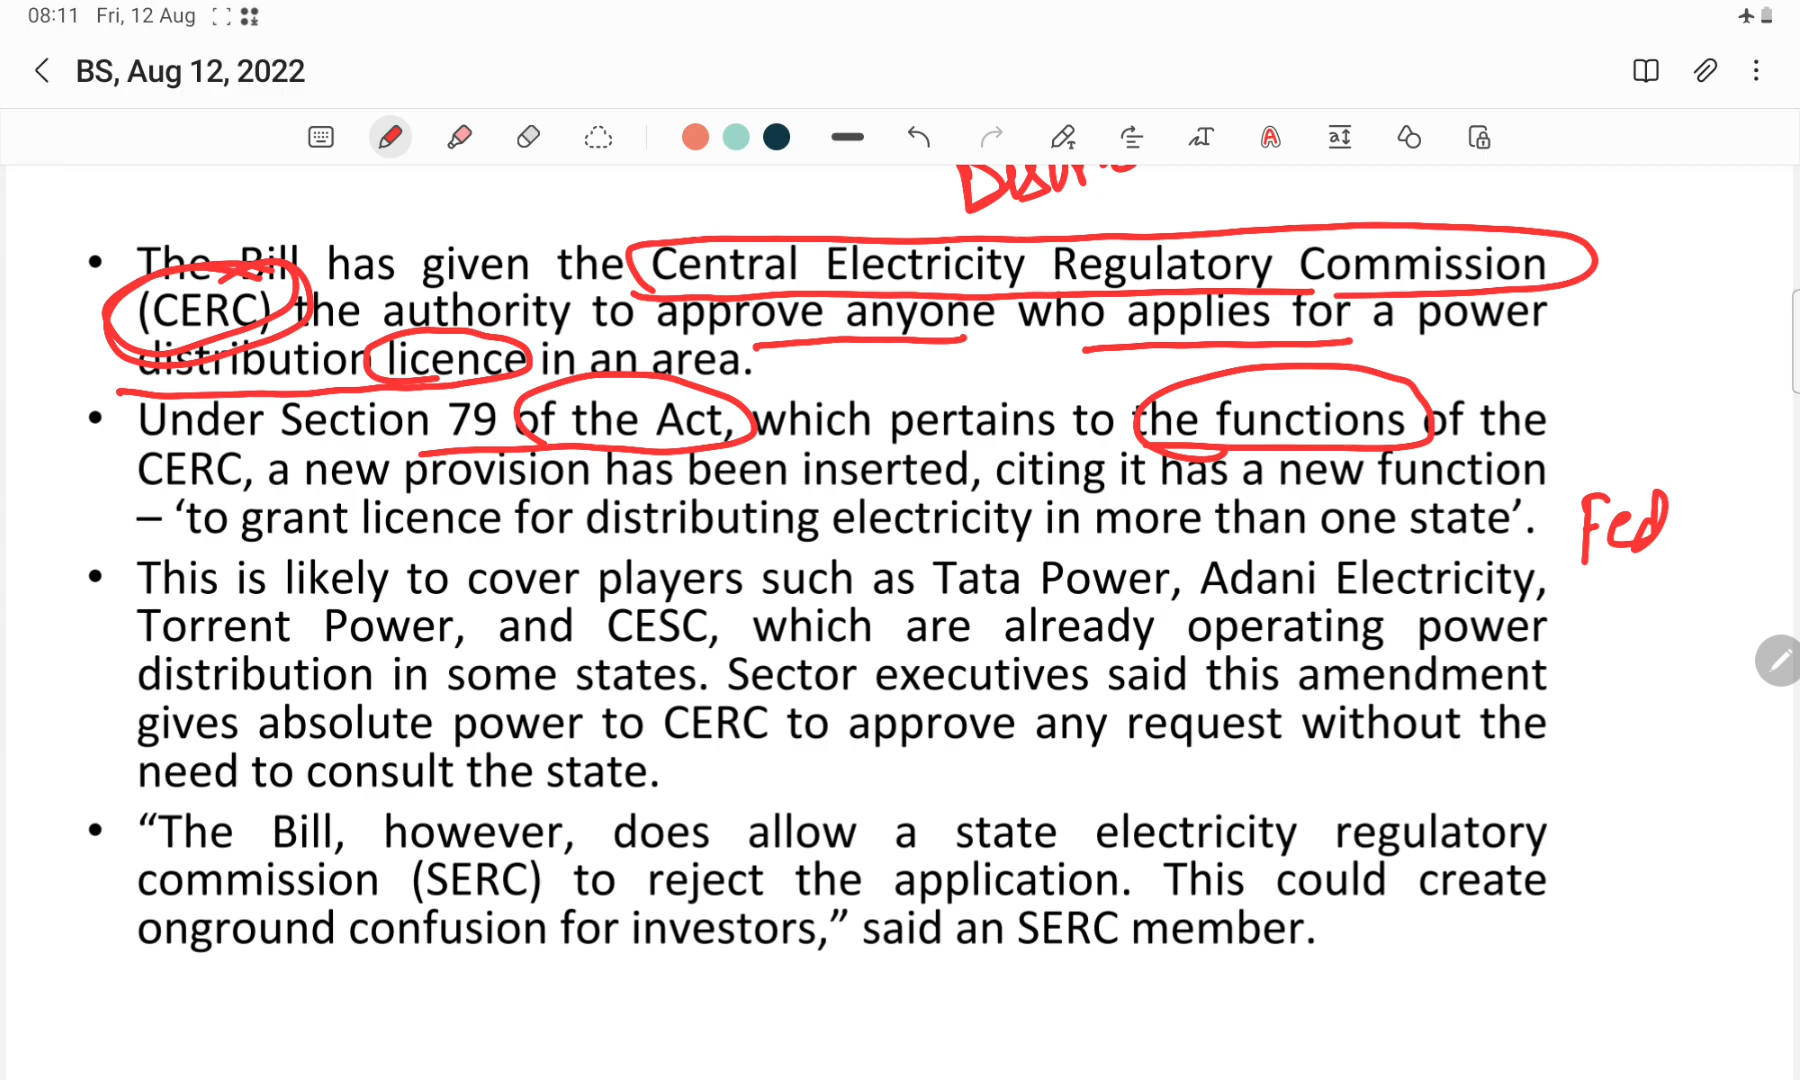 08:11 Fri, 12 Aug
BS, Aug 12, 2022
• The Bill has given the Central Electricity Regulatory Commission
(CERC) the authority to approve anyone who applies for a power
distribution licence in an area.
• Under Section 79 of the Act, which pertains to the functions of the
CERC, a new provision has been inserted, citing it has a new function
– ‘to grant licence for distributing electricity in more than one state’.
Fed
• This is likely to cover players such as Tata Power, Adani Electricity,
Torrent Power, and CESC, which are already operating power
distribution in some states. Sector executives said this amendment
gives absolute power to CERC to approve any request without the
need to consult the state.
• “The Bill, however, does allow a state electricity regulatory
commission (SERC) to reject the application. This could create
onground confusion for investors,” said an SERC member.